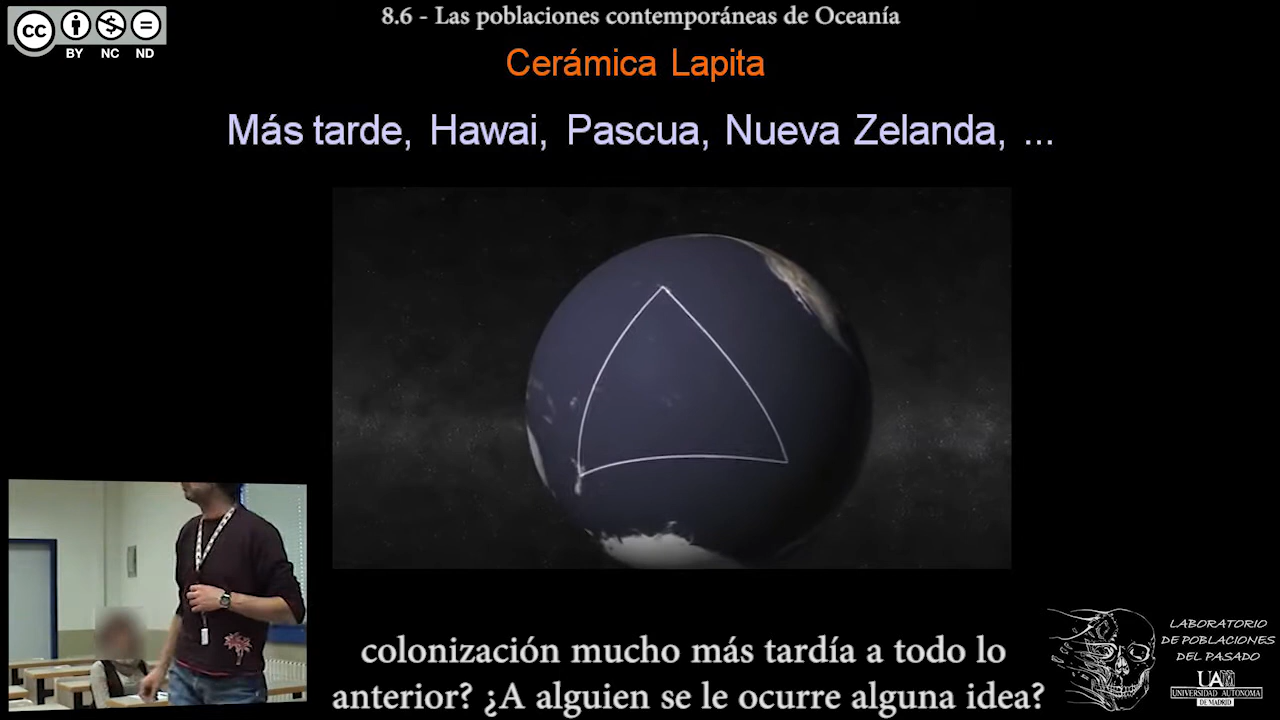 8.6 - Las poblaciones contemporáneas de Oceanía
cc
BY NC ND
Cerámica Lapita
Más tarde, Hawai, Pascua, Nueva Zelanda, ...
colonización mucho más tardía a todo lo
anterior? ¿A alguien se le ocurre alguna idea?
LABORATORIO
DE POBLACIONES
DEL PASADO
UAM
UNIVERSIDAD AUTONOMA
DE MADRID